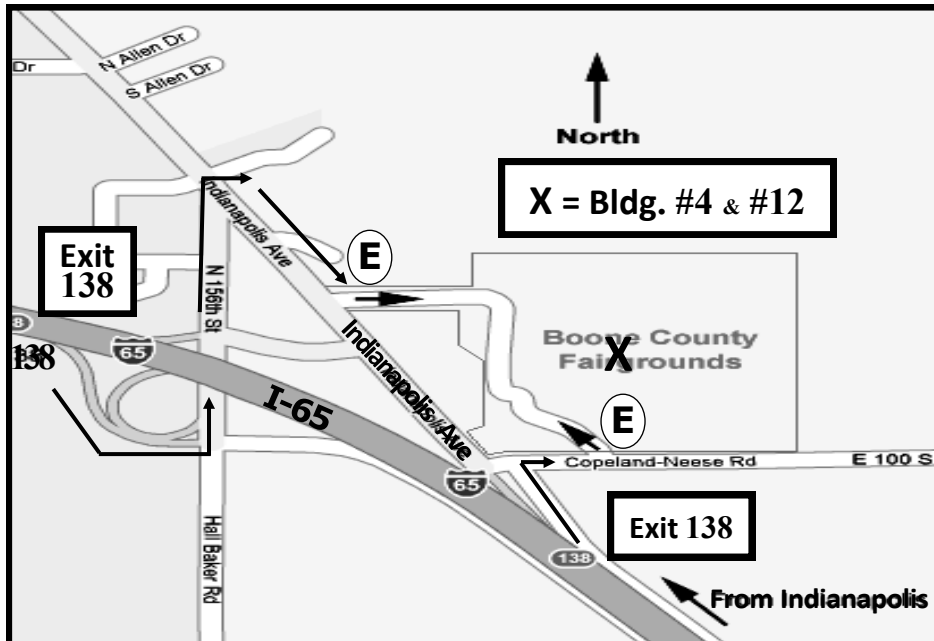 N Allen Dr
Dr
S Allen Dr
North
X = Bldg. #4 & #12
Indianapolis Ave
Exit
138
E
N 156th St
8
65
138
Indianapolis Ave
Boone County
Fairgrounds
X
I-65
E
Copeland-Neese Rd
E 100 S
65
Hall Baker Rd
Exit 138
138
From Indianapolis